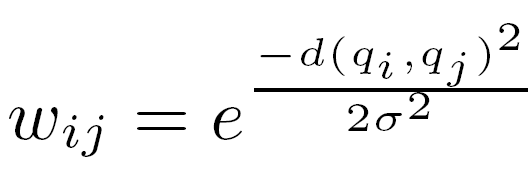 w_{ij} = e^{\frac{-d(q_i,q_j)^2}{2\sigma^2}}